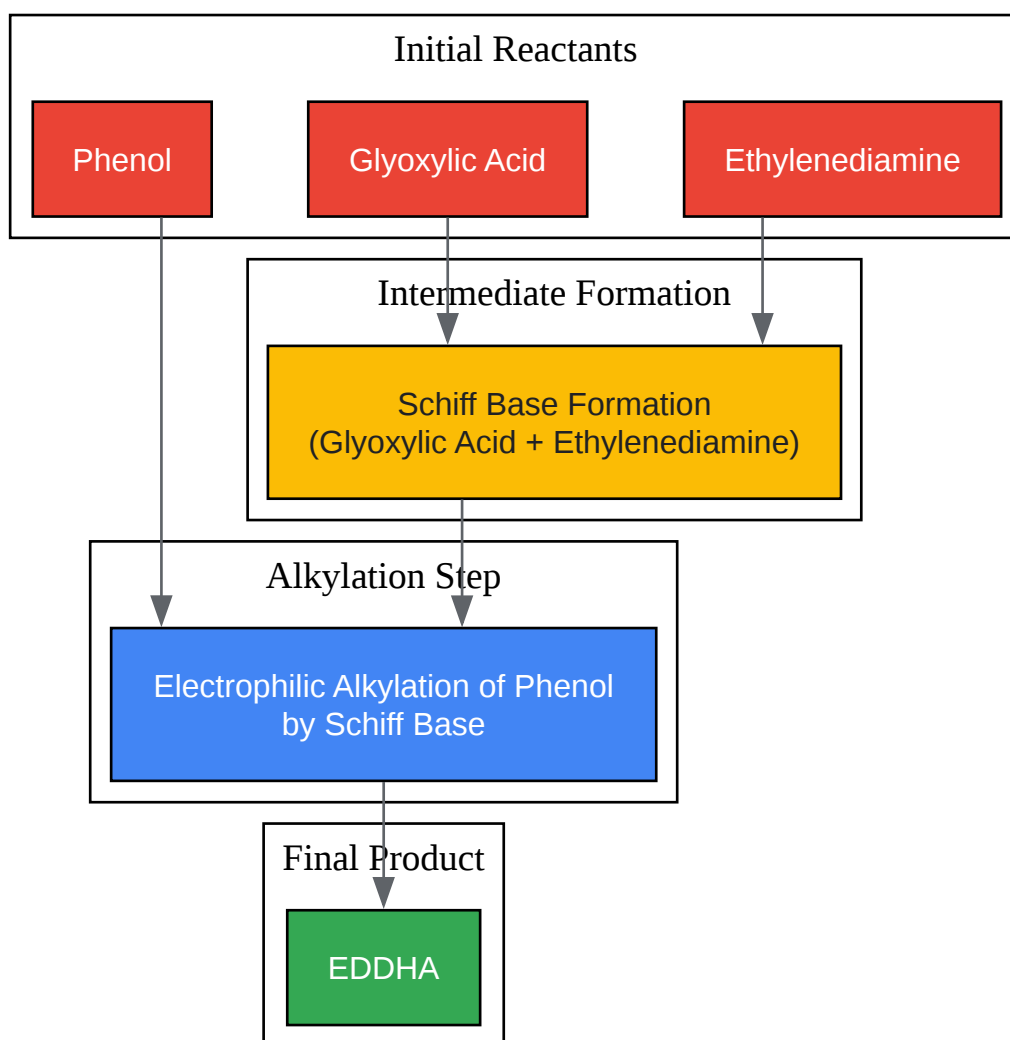 Initial Reactants
Phenol
Glyoxylic Acid
Ethylenediamine
Intermediate Formation
Schiff Base Formation
(Glyoxylic Acid + Ethylenediamine)
Alkylation Step
Electrophilic Alkylation of Phenol
by Schiff Base
Final Product
EDDHA